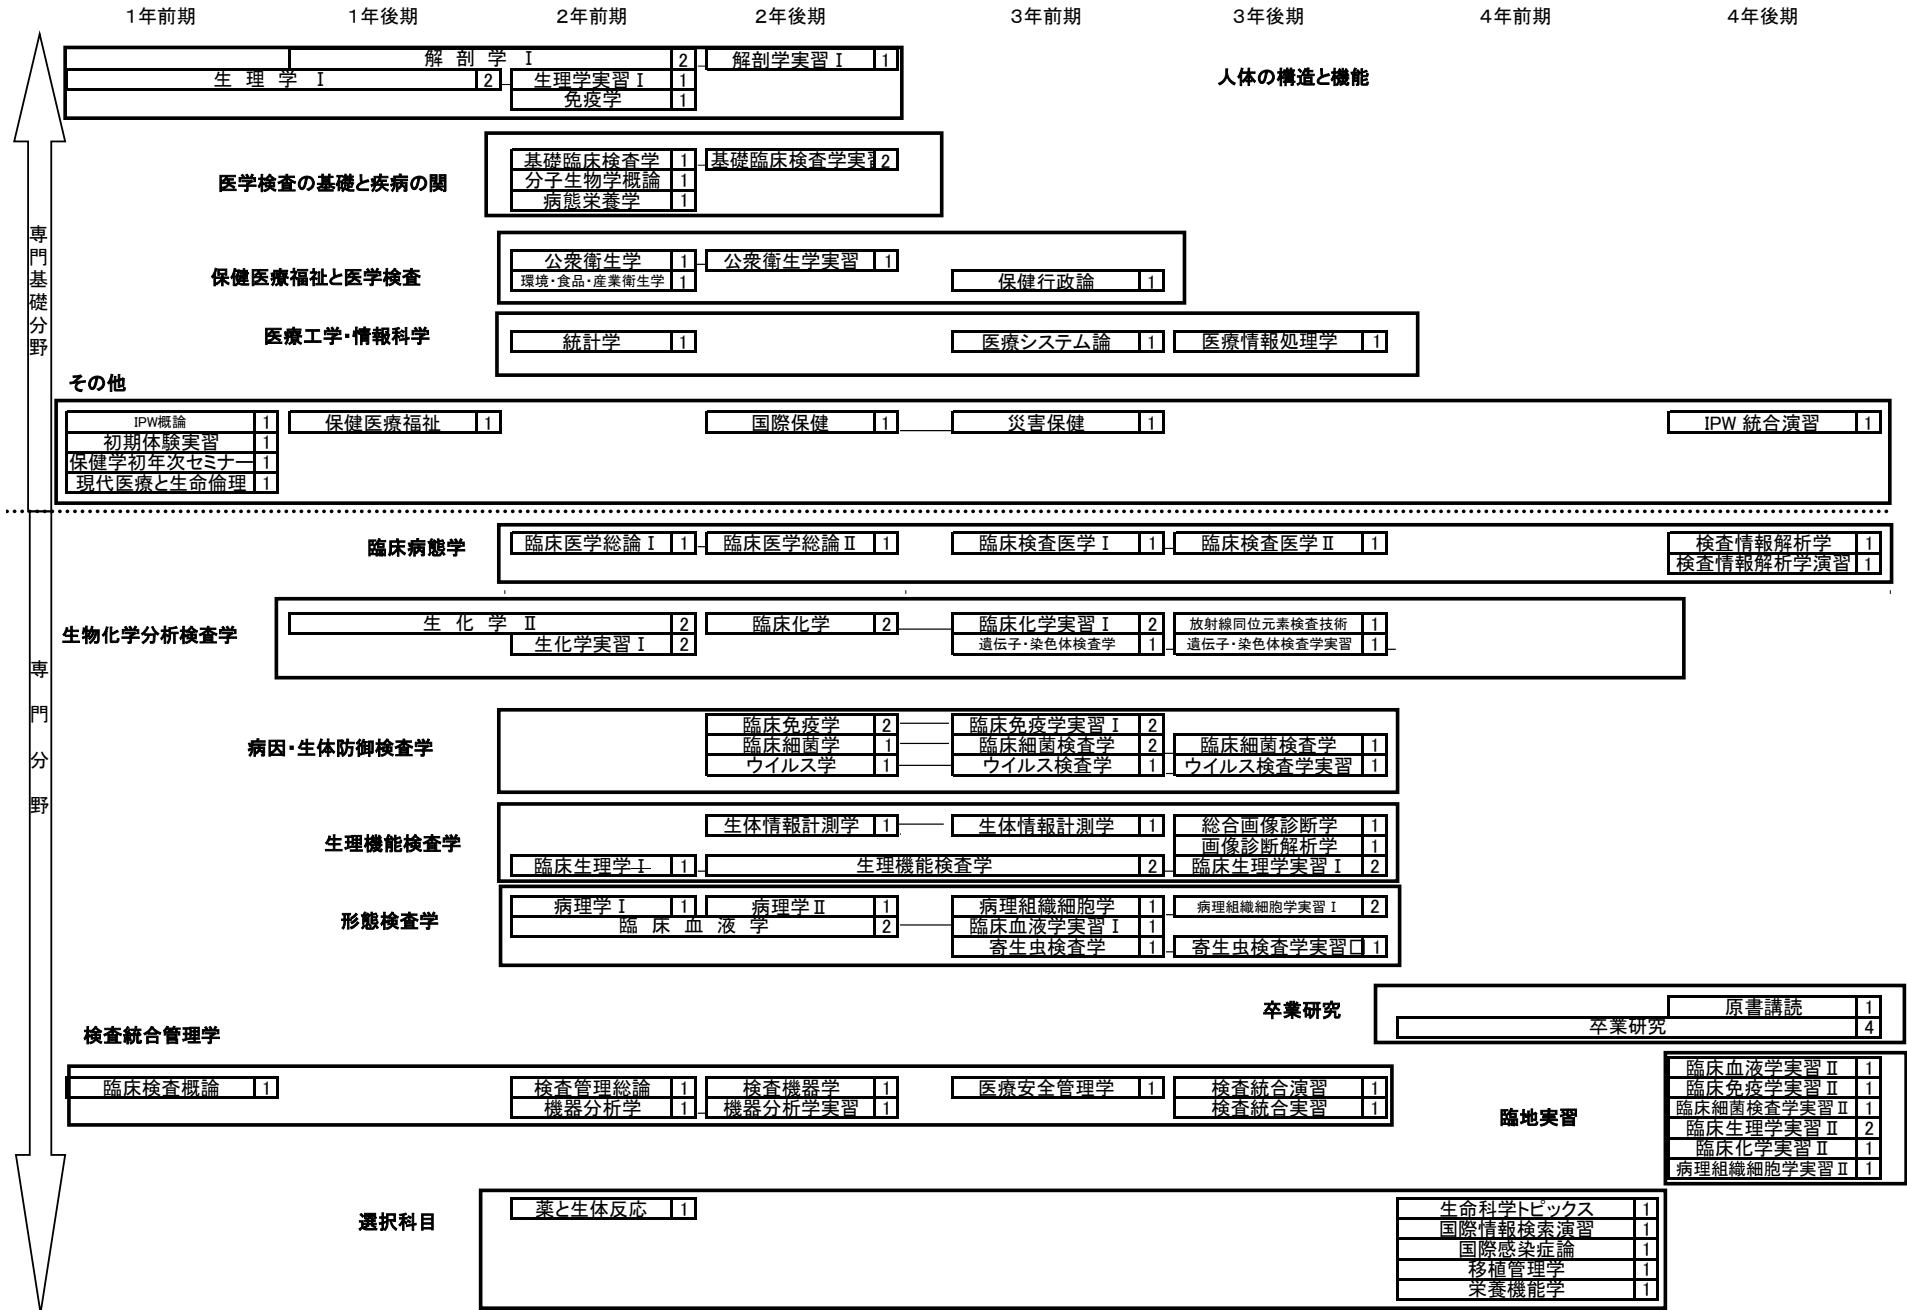 1年前期 1年後期 2年前期 2年後期 3年前期 3年後期 4年前期 4年後期
解剖学Ⅰ 2 解剖学実習Ⅰ 1
生理学Ⅰ 2 生理学実習Ⅰ 1
人体の構造と機能
免疫学 1
基礎臨床検査学 1 基礎臨床検査学実習 2
分子生物学概論 1
医学検査の基礎と疾病の関
病態栄養学 1
専門基礎分野
公衆衛生学 1 公衆衛生学実習 1
保健医療福祉と医学検査
環境・食品・産業衛生学 1 保健行政論 1
医療工学・情報科学
統計学 1 医療システム論 1 医療情報処理学 1
その他
IPW概論 1 保健医療福祉 1 国際保健 1 災害保健 1 IPW 統合演習 1
初期体験実習 1
保健学初年次セミナー 1
現代医療と生命倫理 1
臨床病態学
臨床医学総論Ⅰ 1 臨床医学総論Ⅱ 1 臨床検査医学Ⅰ 1 臨床検査医学Ⅱ 1 検査情報解析学 1
検査情報解析学演習 1
生化学Ⅱ 2 臨床化学 2 臨床化学実習Ⅰ 2 放射線同位元素検査技術 1
生物化学分析検査学
生化学実習Ⅰ 2 遺伝子・染色体検査学 1 遺伝子・染色体検査学実習 1
専門分野
臨床免疫学 2 臨床免疫学実習Ⅰ 2
病因・生体防御検査学
臨床細菌学 1 臨床細菌検査学 2 臨床細菌検査学 1
ウイルス学 1 ウイルス検査学 1 ウイルス検査学実習 1
生体情報計測学 1 生体情報計測学 1 総合画像診断学 1
生理機能検査学
画像診断解析学 1
臨床生理学Ⅰ 1 生理機能検査学 2 臨床生理学実習Ⅰ 2
病理学Ⅰ 1 病理学Ⅱ 1 病理組織細胞学 1 病理組織細胞学実習Ⅰ 2
形態検査学
臨床血液学 2 臨床血液学実習Ⅰ 1
寄生虫検査学 1 寄生虫検査学実習□ 1
卒業研究
原書講読 1
卒業研究 4
検査統合管理学
臨床検査概論 1 検査管理総論 1 検査機器学 1 医療安全管理学 1 検査統合演習 1
機器分析学 1 機器分析学実習 1 検査統合実習 1
臨地実習
臨床血液学実習Ⅱ 1
臨床免疫学実習Ⅱ 1
臨床細菌検査学実習Ⅱ 1
臨床生理学実習Ⅱ 2
臨床化学実習Ⅱ 1
病理組織細胞学実習Ⅱ 1
選択科目
薬と生体反応 1 生命科学トピックス 1
国際情報検索演習 1
国際感染症論 1
移植管理学 1
栄養機能学 1